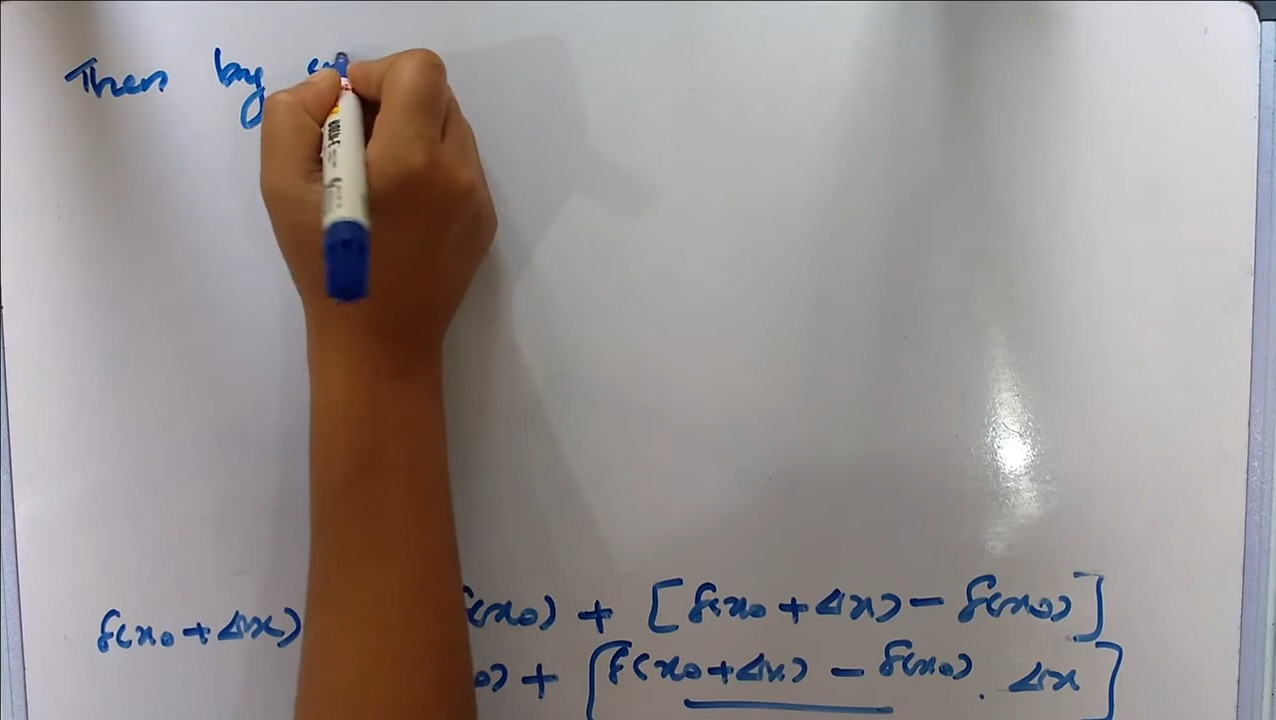 Then by
f(x₀+Δx) f(x₀) + [f(x₀+Δx) - f(x₀)]
₀) + [f(x₀+Δx) - f(x₀) . Δx]